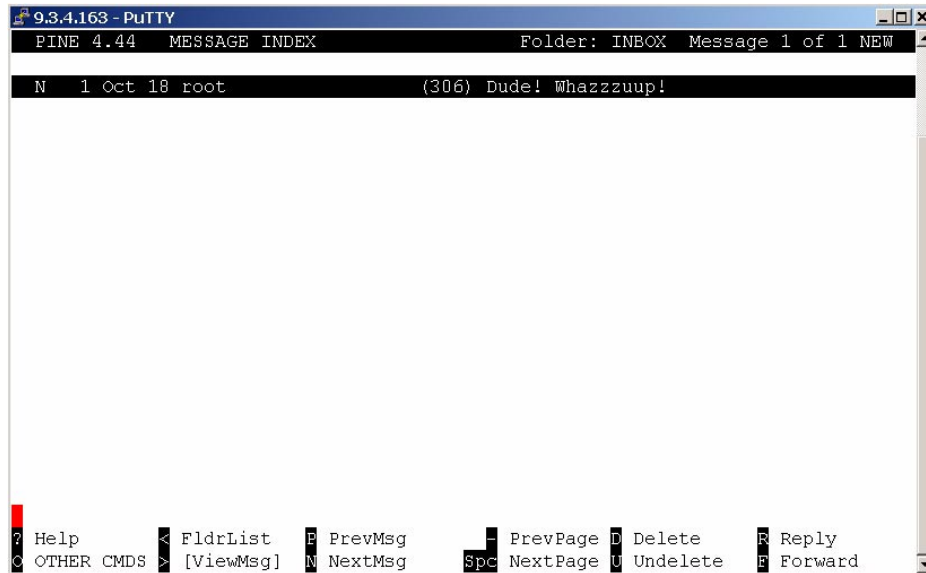 9.3.4.163 - PuTTY
PINE 4.44 MESSAGE INDEX Folder: INBOX Message 1 of 1 NEW
N 1 Oct 18 root (306) Dude! Whazzzuup!
? Help < FldrList P PrevMsg - PrevPage D Delete R Reply
O OTHER CMDS > [ViewMsg] N NextMsg Spc NextPage U Undelete F Forward